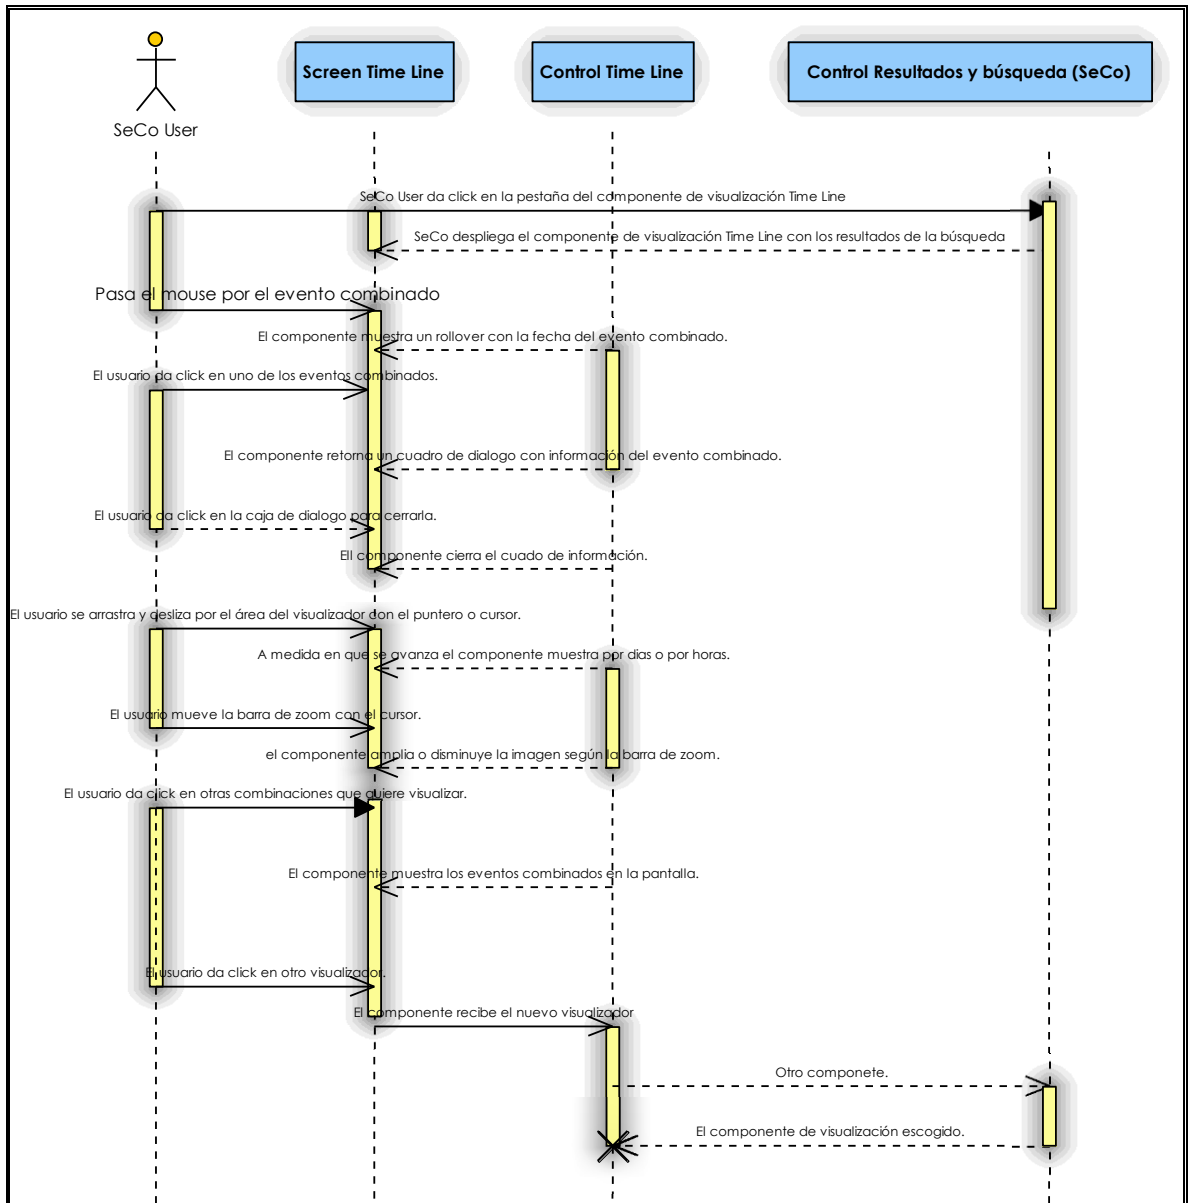 Screen Time Line
Control Time Line
Control Resultados y búsqueda (SeCo)
SeCo User
SeCo User da click en la pestaña del componente de visualización Time Line
SeCo despliega el componente de visualización Time Line con los resultados de la búsqueda
Pasa el mouse por el evento combinado
El componente muestra un rollover con la fecha del evento combinado.
El usuario da click en uno de los eventos combinados.
El componente retorna un cuadro de dialogo con información del evento combinado.
El usuario da click en la caja de dialogo para cerrarla.
Ell componente cierra el cuado de información.
El usuario se arrastra y desliza por el área del visualizador con el puntero o cursor.
A medida en que se avanza el componente muestra por dias o por horas.
El usuario mueve la barra de zoom con el cursor.
el componente amplia o disminuye la imagen según la barra de zoom.
El usuario da click en otras combinaciones que quiere visualizar.
El componente muestra los eventos combinados en la pantalla.
El usuario da click en otro visualizador.
El componente recibe el nuevo visualizador
Otro componete.
El componente de visualización escogido.